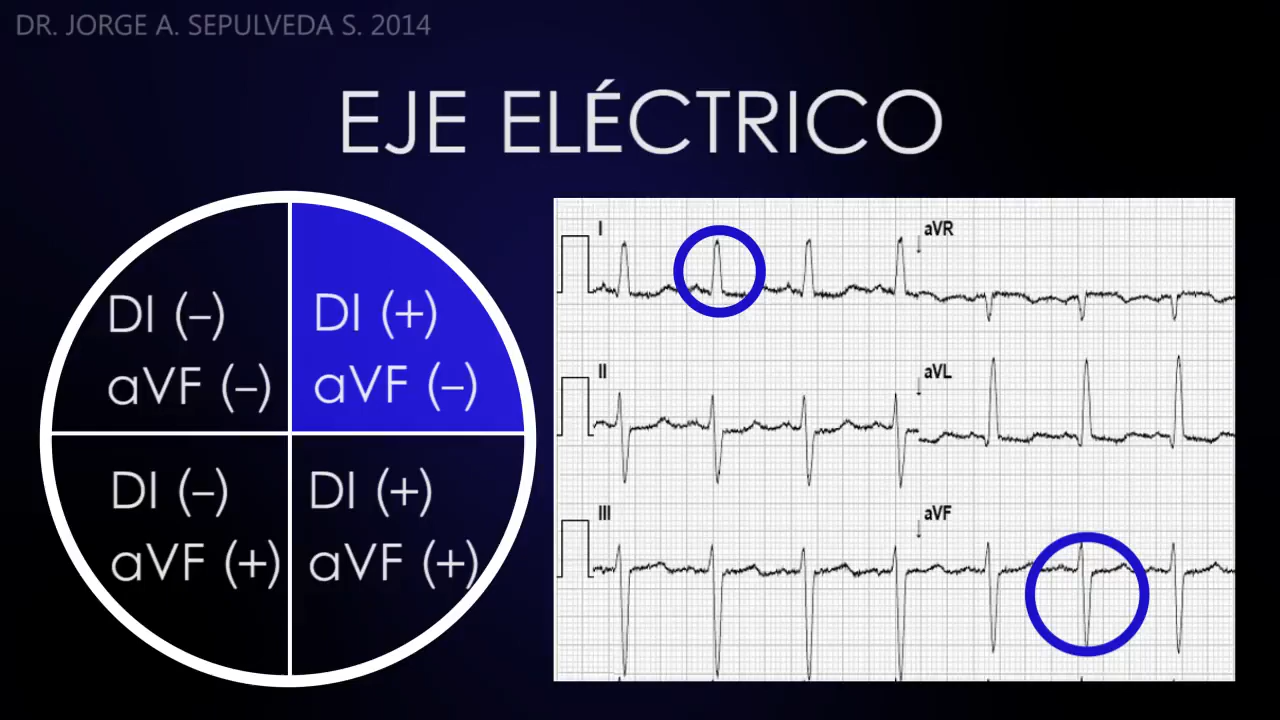 DR. JORGE A. SEPULVEDA S. 2014
EJE ELÉCTRICO
DI (–)
aVF (–)
DI (+)
aVF (–)
DI (–)
aVF (+)
DI (+)
aVF (+)
I
aVR
II
aVL
III
aVF